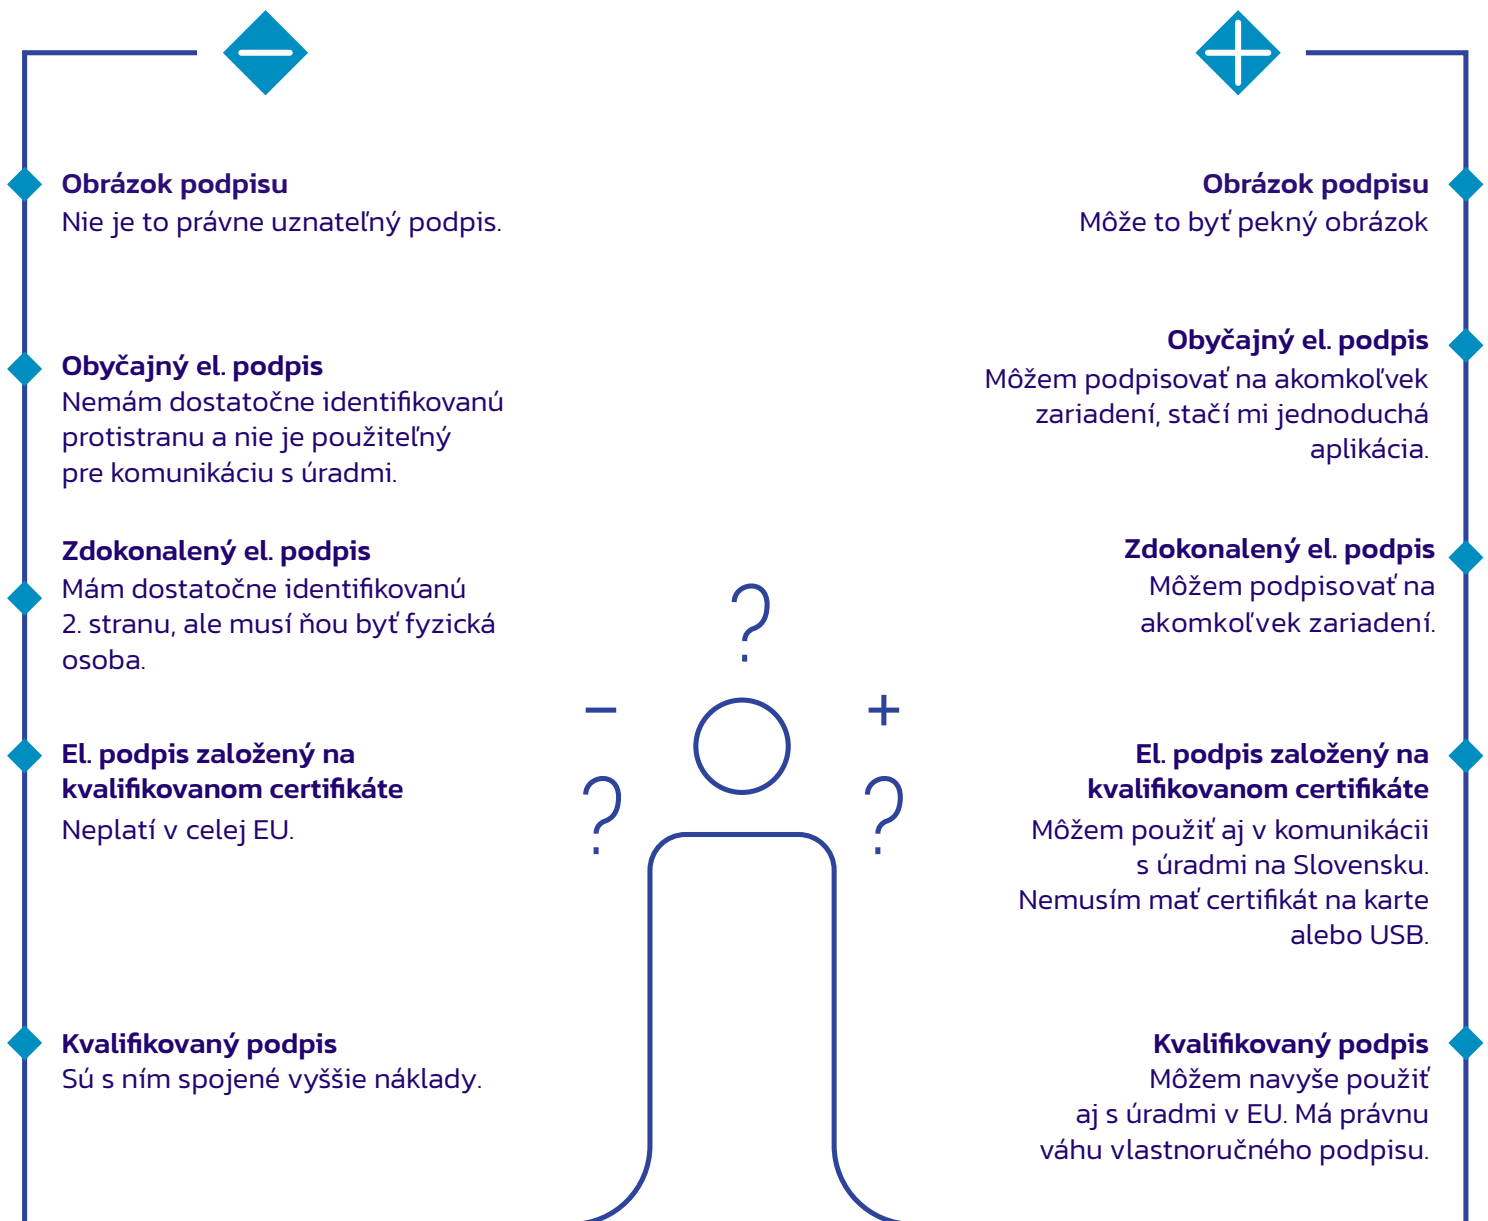 Obrázok podpisu
Nie je to právne uznateľný podpis.
Obyčajný el. podpis
Nemám dostatočne identifikovanú
protistranu a nie je použiteľný
pre komunikáciu s úradmi.
Zdokonalený el. podpis
Mám dostatočne identifikovanú
2. stranu, ale musí ňou byť fyzická
osoba.
El. podpis založený na
kvalifikovanom certifikáte
Neplatí v celej EU.
Kvalifikovaný podpis
Sú s ním spojené vyššie náklady.
?
− +
? ?
Obrázok podpisu
Môže to byť pekný obrázok
Obyčajný el. podpis
Môžem podpisovať na akomkoľvek
zariadení, stačí mi jednoduchá
aplikácia.
Zdokonalený el. podpis
Môžem podpisovať na
akomkoľvek zariadení.
El. podpis založený na
kvalifikovanom certifikáte
Môžem použiť aj v komunikácii
s úradmi na Slovensku.
Nemusím mať certifikát na karte
alebo USB.
Kvalifikovaný podpis
Môžem navyše použiť
aj s úradmi v EU. Má právnu
váhu vlastnoručného podpisu.